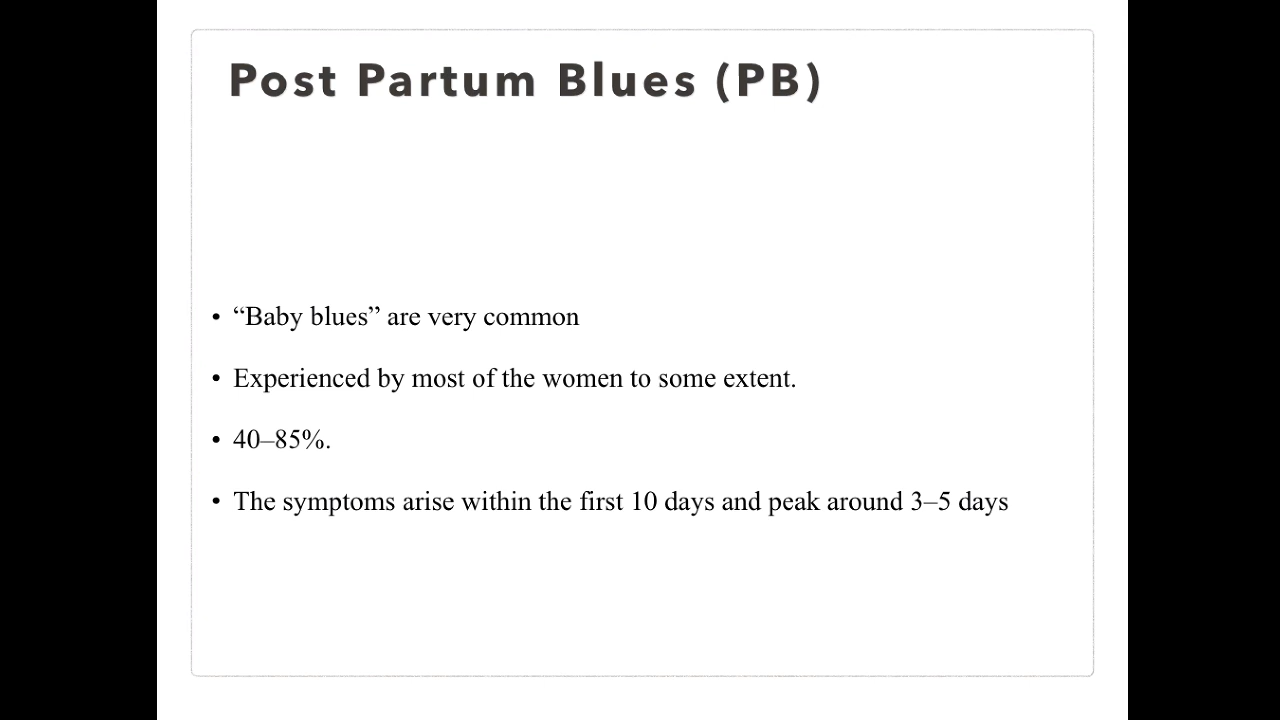 Post Partum Blues (PB)
• “Baby blues” are very common
• Experienced by most of the women to some extent.
• 40–85%.
• The symptoms arise within the first 10 days and peak around 3–5 days